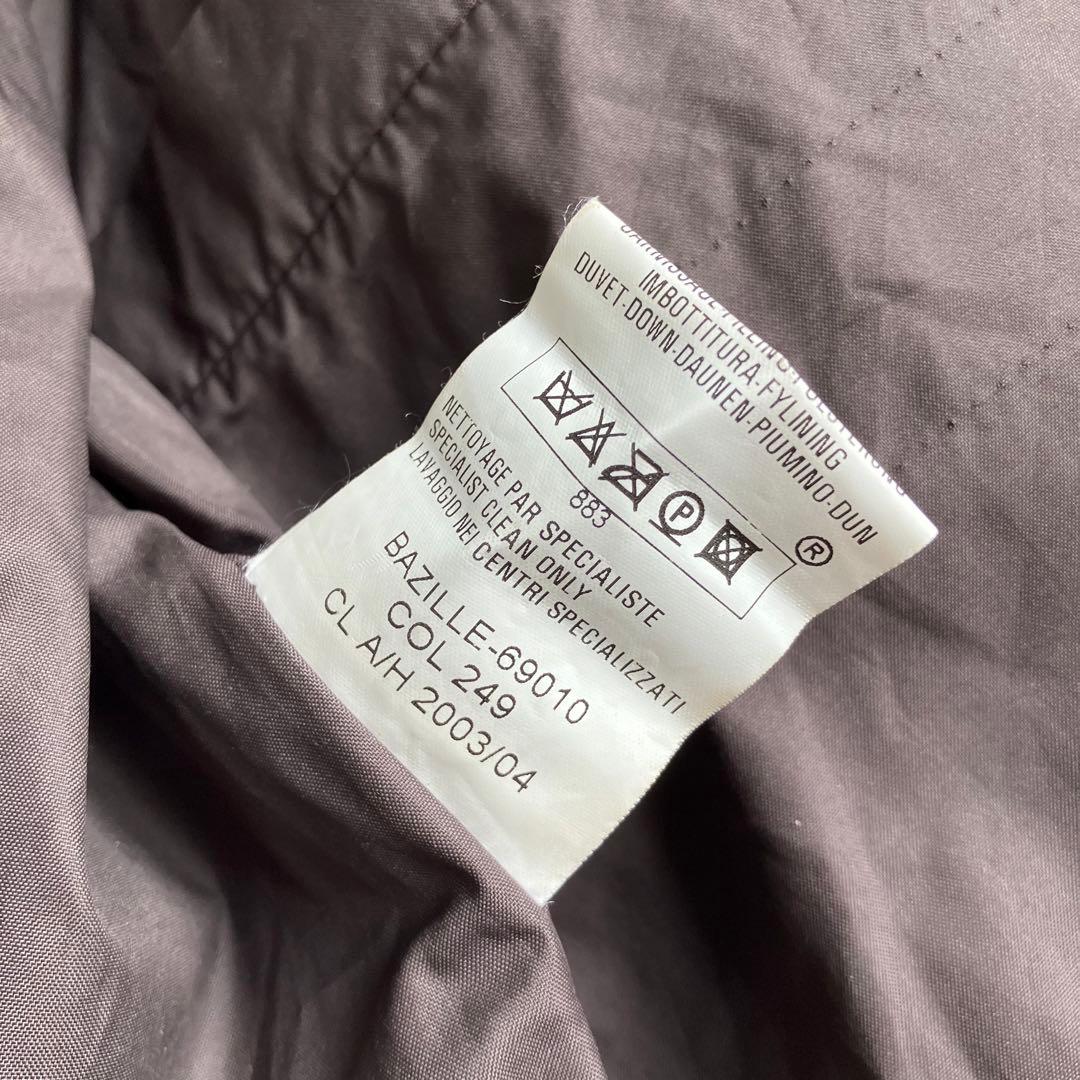 IMBOTTITURA-FYLINING
DUVET-DOWN-DAUNEN-PIUMINO-DUN
P
®
883
NETTOYAGE PAR SPECIALISTE
SPECIALIST CLEAN ONLY
LAVAGGIO NEI CENTRI SPECIALIZZATI
BAZILLE-69010
COL 249
CL A/H 2003/04